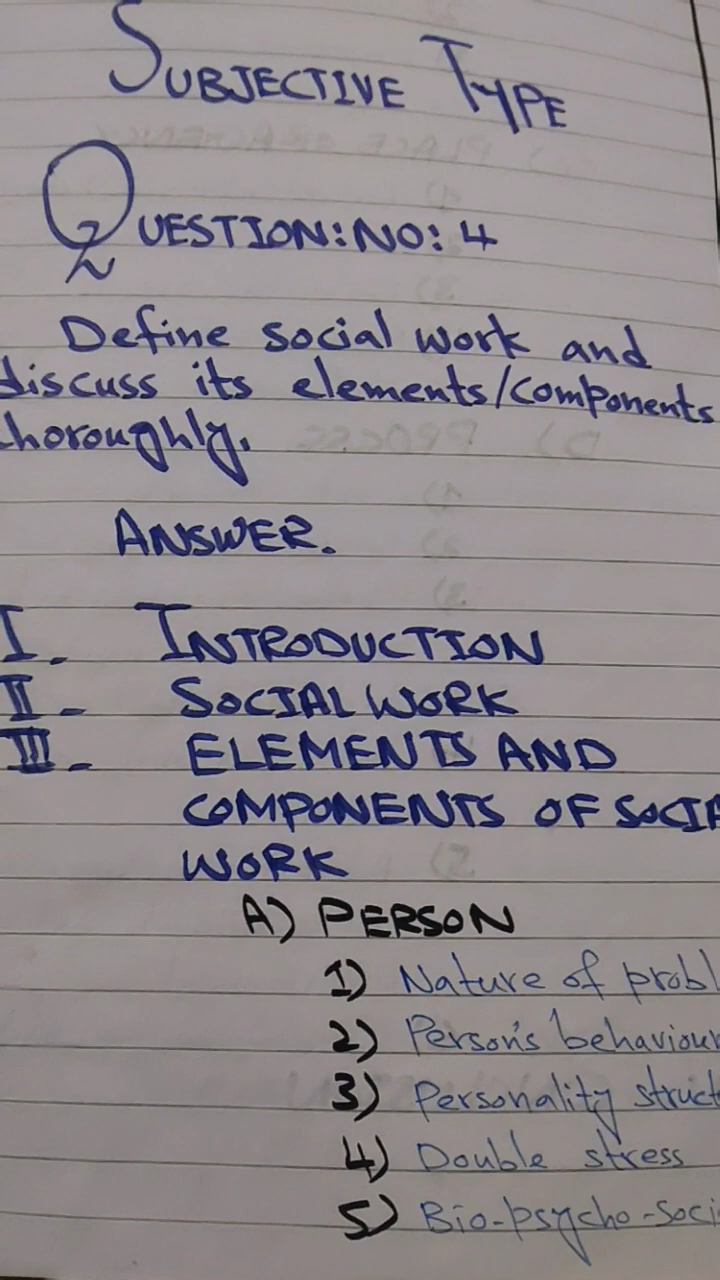 SUBJECTIVE TYPE
QUESTION:NO: 4
Define social work and
discuss its elements/components
thoroughly.
ANSWER.
I. INTRODUCTION
II- SOCIAL WORK
III- ELEMENTS AND
COMPONENTS OF SOCIA
WORK
A) PERSON
1) Nature of probl
2) Person's behaviour
3) Personality struct
4) Double stress
5) Bio-psycho-soci